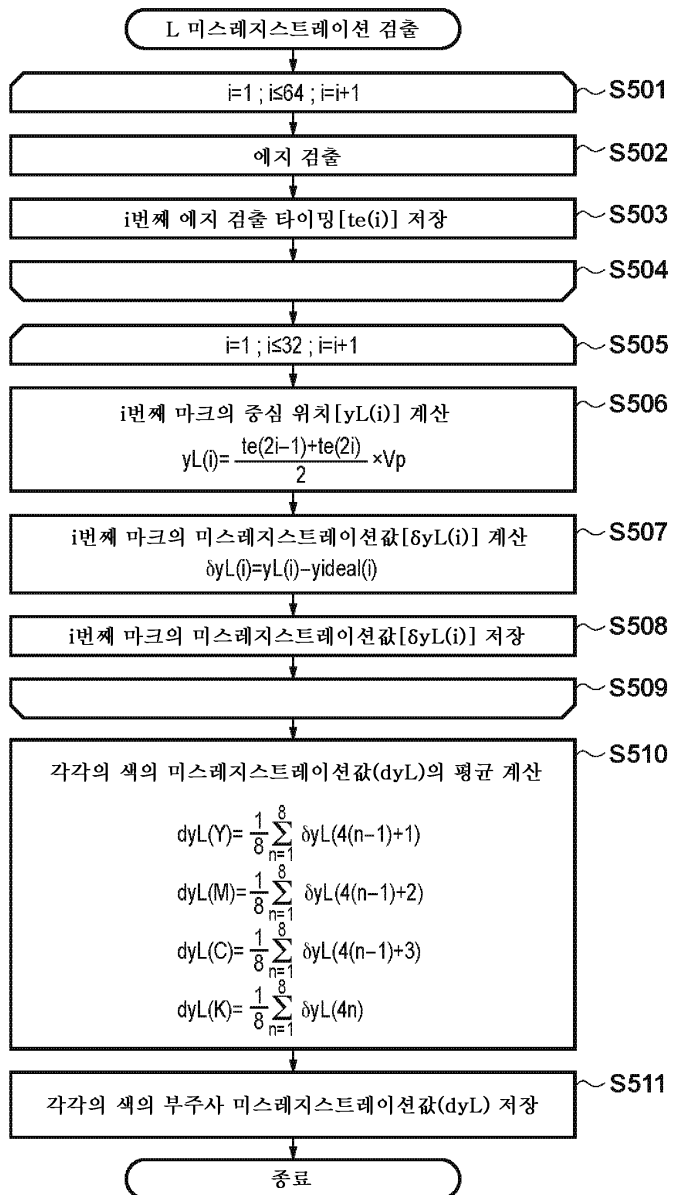 L 미스레지스트레이션 검출
i=1 ; i≤64 ; i=i+1
S501
에지 검출
S502
i번째 에지 검출 타이밍[te(i)] 저장
S503
S504
i=1 ; i≤32 ; i=i+1
S505
i번째 마크의 중심 위치[yL(i)] 계산
yL(i)= te(2i−1)+te(2i) / 2 ×Vp
S506
i번째 마크의 미스레지스트레이션값[δyL(i)] 계산
δyL(i)=yL(i)−yideal(i)
S507
i번째 마크의 미스레지스트레이션값[δyL(i)] 저장
S508
S509
각각의 색의 미스레지스트레이션값(dyL)의 평균 계산
dyL(Y)= 1/8 ∑ n=1 8 δyL(4(n−1)+1)
dyL(M)= 1/8 ∑ n=1 8 δyL(4(n−1)+2)
dyL(C)= 1/8 ∑ n=1 8 δyL(4(n−1)+3)
dyL(K)= 1/8 ∑ n=1 8 δyL(4n)
S510
각각의 색의 부주사 미스레지스트레이션값(dyL) 저장
S511
종료